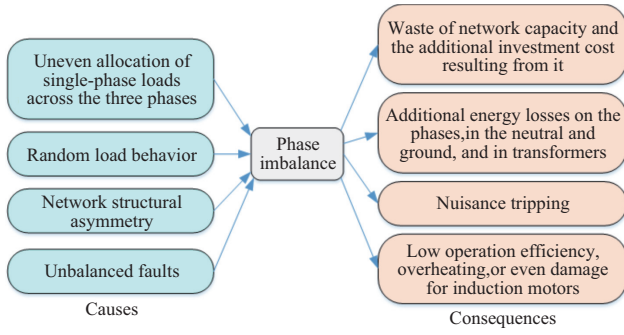 Uneven allocation of
single-phase loads
across the three phases
Random load behavior
Network structural
asymmetry
Unbalanced faults
Causes
Phase
imbalance
Waste of network capacity and
the additional investment cost
resulting from it
Additional energy losses on the
phases,in the neutral and
ground, and in transformers
Nuisance tripping
Low operation efficiency,
overheating,or even damage
for induction motors
Consequences